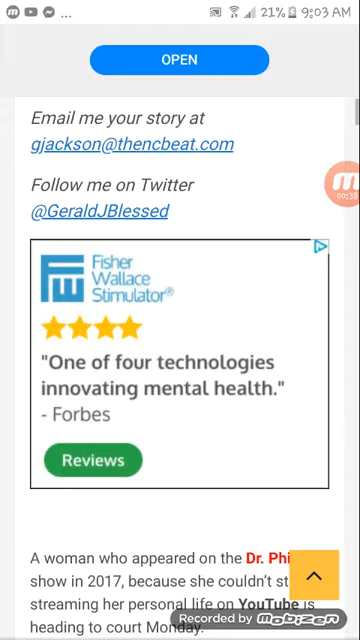 ... 21% 9:03 AM
OPEN
Email me your story at
gjackson@thencbeat.com
Follow me on Twitter
@GeraldJBlessed
00:38
Fisher
Wallace
Stimulator®
"One of four technologies
innovating mental health."
- Forbes
Reviews
A woman who appeared on the Dr. Phi
show in 2017, because she couldn't st
streaming her personal life on YouTube is
heading to court Monday.
Recorded by mobizen